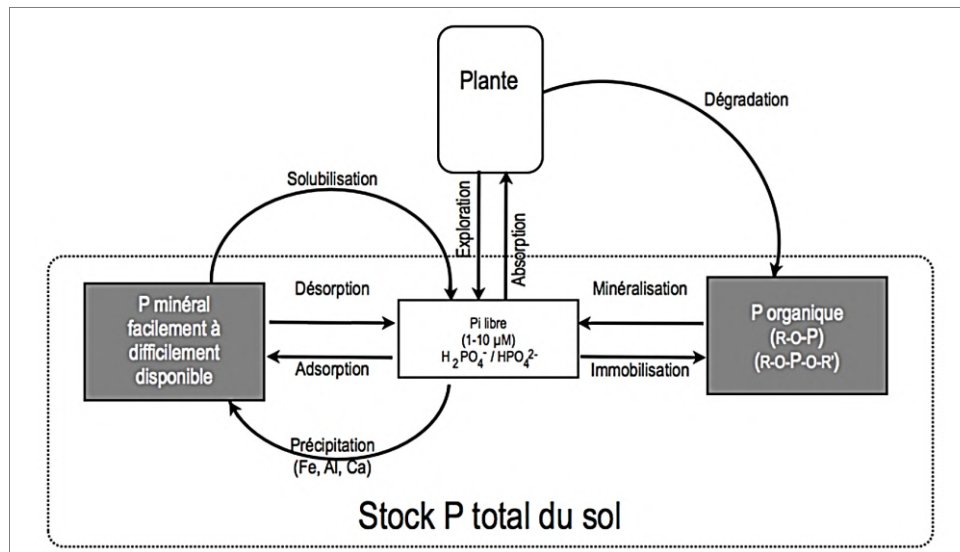 Plante
Dégradation
Solubilisation
Exploration
Absorption
P minéral
facilement à
difficilement
disponible
Désorption
Adsorption
Pi libre
(1-10 µM)
H₂PO₄⁻ / HPO₄²⁻
Minéralisation
Immobilisation
P organique
(R-O-P)
(R-O-P-O-R')
Précipitation
(Fe, Al, Ca)
Stock P total du sol